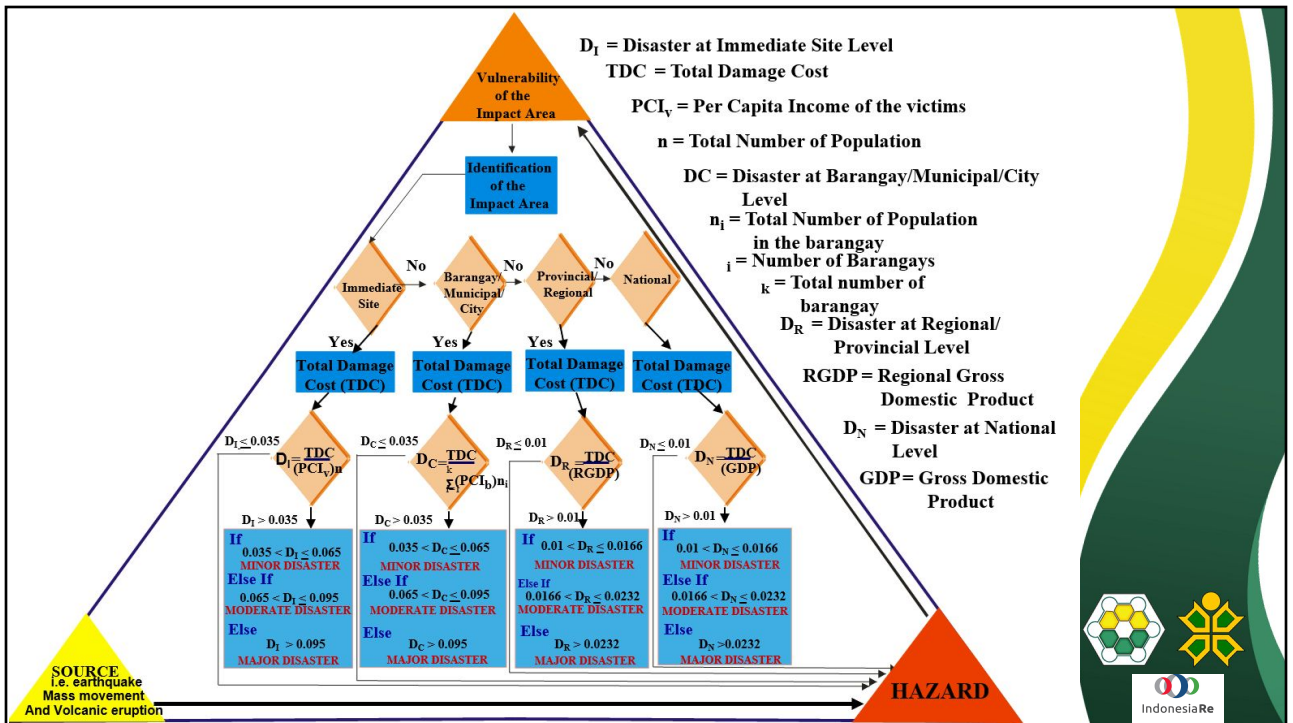 Vulnerability
of the
Impact Area
Identification
of the
Impact Area
Immediate
Site
No
Barangay/
Municipal/
City
No
Provincial/
Regional
No
National
Yes
Yes
Yes
Total Damage
Cost (TDC)
Total Damage
Cost (TDC)
Total Damage
Cost (TDC)
Total Damage
Cost (TDC)
D_I ≤ 0.035
D_I = TDC
(PCI_v)n
D_C ≤ 0.035
D_C = TDC
k
Σ(PCI_b)n_i
D_R ≤ 0.01
D_R = TDC
(RGDP)
D_N ≤ 0.01
D_N = TDC
(GDP)
D_I > 0.035
If
0.035 < D_I ≤ 0.065
MINOR DISASTER
Else If
0.065 < D_I ≤ 0.095
MODERATE DISASTER
Else
D_I > 0.095
MAJOR DISASTER
D_C > 0.035
If
0.035 < D_C ≤ 0.065
MINOR DISASTER
Else If
0.065 < D_C ≤ 0.095
MODERATE DISASTER
Else
D_C > 0.095
MAJOR DISASTER
D_R > 0.01
If
0.01 < D_R ≤ 0.0166
MINOR DISASTER
Else If
0.0166 < D_R ≤ 0.0232
MODERATE DISASTER
Else
D_R > 0.0232
MAJOR DISASTER
D_N > 0.01
If
0.01 < D_N ≤ 0.0166
MINOR DISASTER
Else If
0.0166 < D_N ≤ 0.0232
MODERATE DISASTER
Else
D_N >0.0232
MAJOR DISASTER
SOURCE
i.e. earthquake
Mass movement
And Volcanic eruption
HAZARD
D_I = Disaster at Immediate Site Level
TDC = Total Damage Cost
PCI_v = Per Capita Income of the victims
n = Total Number of Population
DC = Disaster at Barangay/Municipal/City
Level
n_i = Total Number of Population
in the barangay
i = Number of Barangays
k = Total number of
barangay
D_R = Disaster at Regional/
Provincial Level
RGDP = Regional Gross
Domestic Product
D_N = Disaster at National
Level
GDP = Gross Domestic
Product
IndonesiaRe